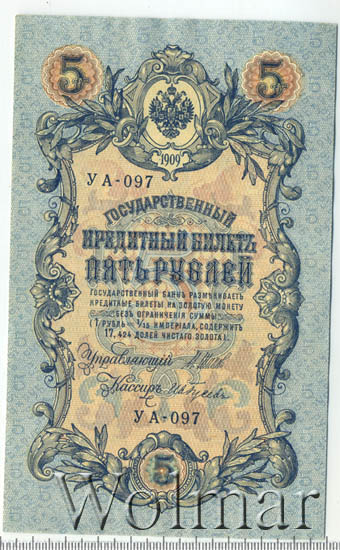 5 5
1909
УА-097
ГОСУДАРСТВЕННЫЙ
КРЕДИТНЫЙ БИЛЕТЪ
ПЯТЬ РУБЛЕЙ
ГОСУДАРСТВЕННЫЙ БАНКЪ РАЗМѢНИВАЕТЪ
КРЕДИТНЫЕ БИЛЕТЫ НА ЗОЛОТУЮ МОНЕТУ
БЕЗЪ ОГРАНИЧЕНІЯ СУММЫ
(1 РУБЛЬ = 1/15 ИМПЕРІАЛА, СОДЕРЖИТЪ
17,424 ДОЛЕЙ ЧИСТАГО ЗОЛОТА).
Управляющій
Кассиръ
УА-097
5
Wolmar